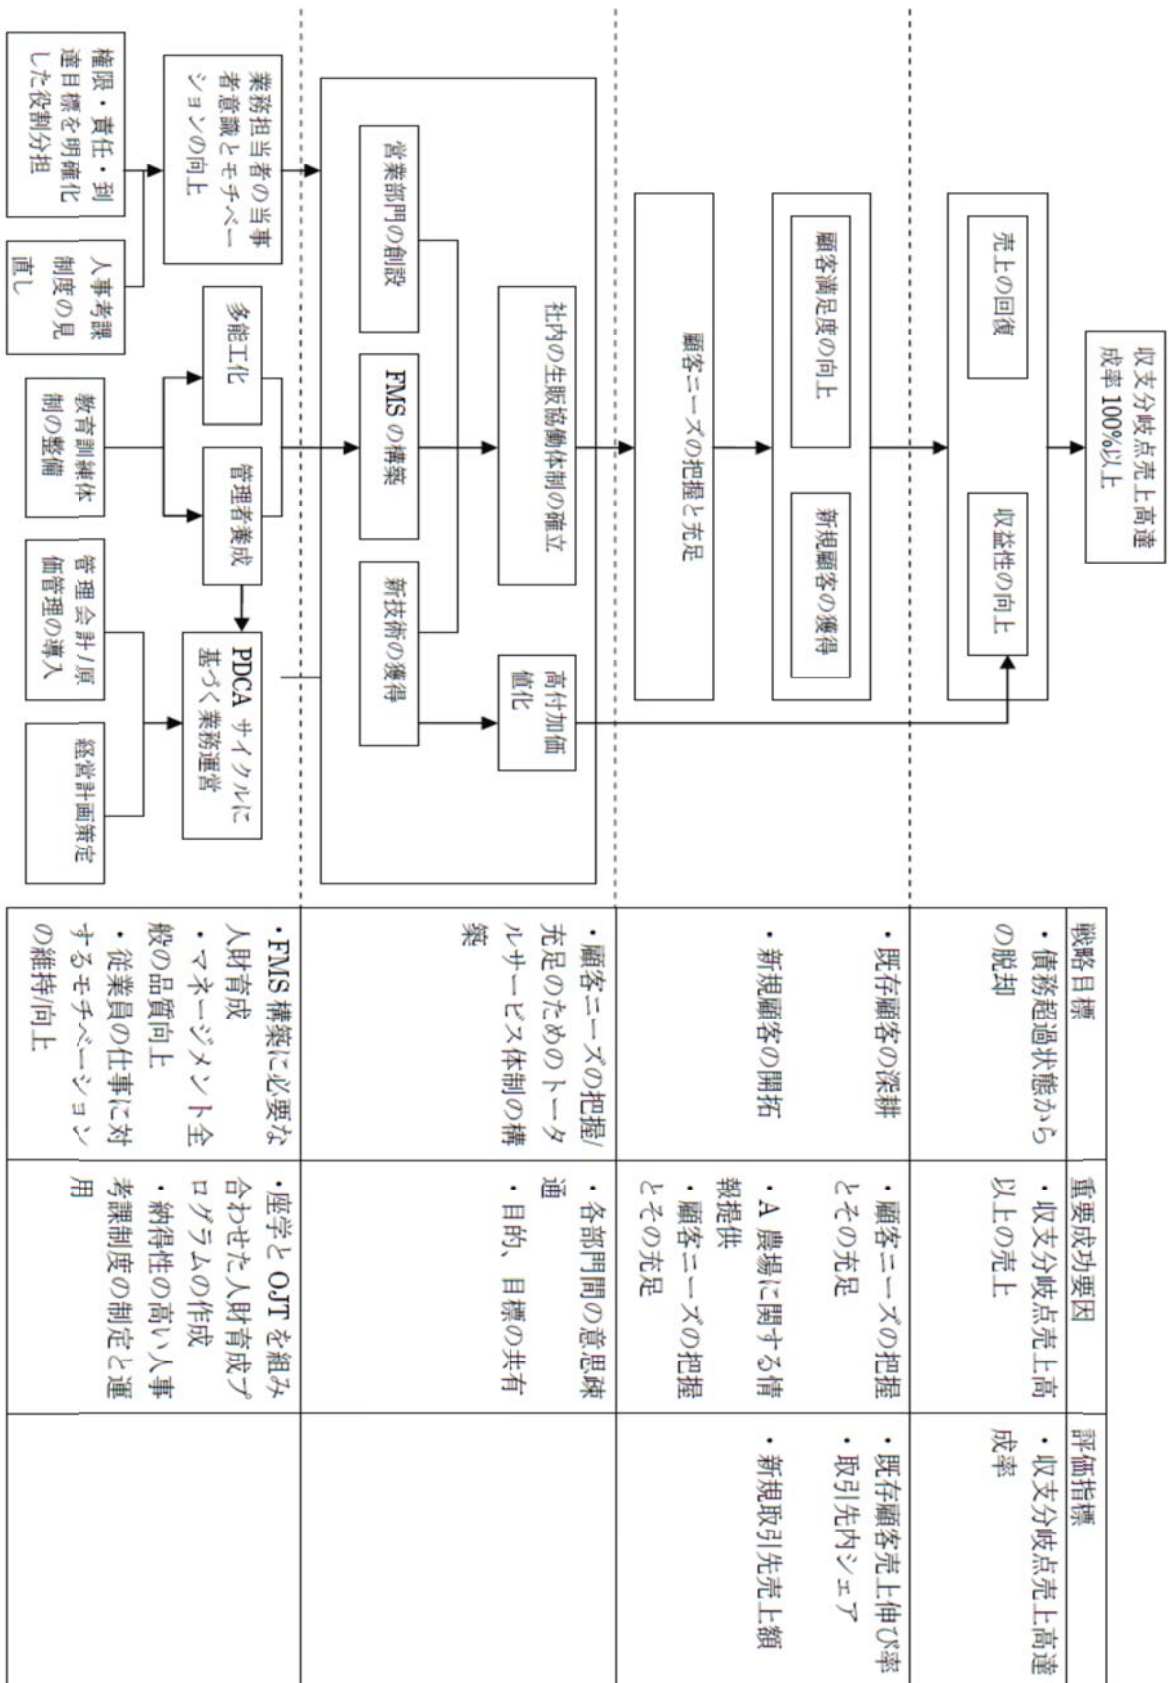 収支分岐点売上高達
成率 100%以上
売上の回復
収益性の向上
顧客満足度の向上
新規顧客の獲得
顧客ニーズの把握と充足
社内の生販協働体制の確立
高付加価
値化
営業部門の創設
FMS の構築
新技術の獲得
業務担当者の当事
者意識とモチベー
ションの向上
多能工化
管理者養成
PDCA サイクルに
基づく業務運営
権限・責任・到
達目標を明確化
した役割分担
人事考課
制度の見
直し
教育訓練体
制の整備
管理会計/原
価管理の導入
経営計画策定
戦略目標
重要成功要因
評価指標
・債務超過状態から
の脱却
・収支分岐点売上高
以上の売上
・収支分岐点売上高達
成率
・既存顧客の深耕
・新規顧客の開拓
・顧客ニーズの把握
とその充足
・A 農場に関する情
報提供
・顧客ニーズの把握
とその充足
・既存顧客売上伸び率
・取引先内シェア
・新規取引先売上額
・顧客ニーズの把握/
充足のためのトータ
ルサービス体制の構
築
・各部門間の意思疎
通
・目的、目標の共有
・FMS 構築に必要な
人財育成
・マネージメント全
般の品質向上
・従業員の仕事に対
するモチベーション
の維持/向上
・座学と OJT を組み
合わせた人財育成プ
ログラムの作成
・納得性の高い人事
考課制度の制定と運
用